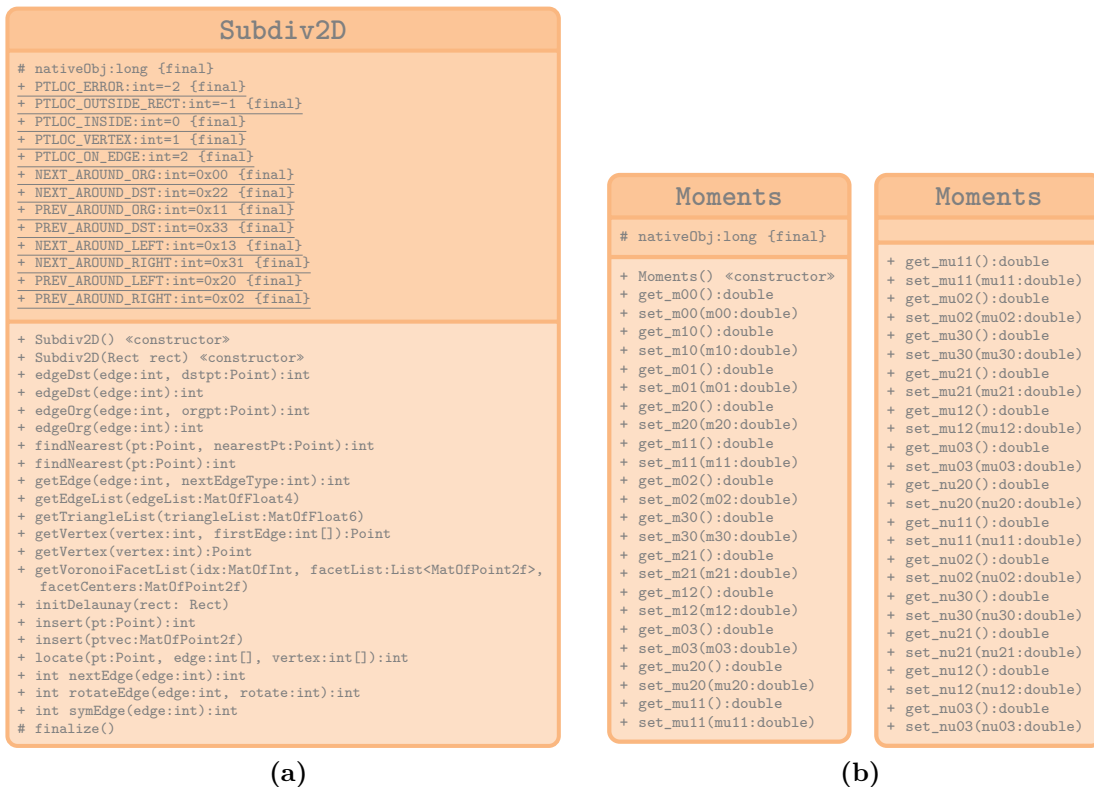 Subdiv2D
# nativeObj:long {final}
+ PTLOC_ERROR:int=-2 {final}
+ PTLOC_OUTSIDE_RECT:int=-1 {final}
+ PTLOC_INSIDE:int=0 {final}
+ PTLOC_VERTEX:int=1 {final}
+ PTLOC_ON_EDGE:int=2 {final}
+ NEXT_AROUND_ORG:int=0x00 {final}
+ NEXT_AROUND_DST:int=0x22 {final}
+ PREV_AROUND_ORG:int=0x11 {final}
+ PREV_AROUND_DST:int=0x33 {final}
+ NEXT_AROUND_LEFT:int=0x13 {final}
+ NEXT_AROUND_RIGHT:int=0x31 {final}
+ PREV_AROUND_LEFT:int=0x20 {final}
+ PREV_AROUND_RIGHT:int=0x02 {final}
+ Subdiv2D() «constructor»
+ Subdiv2D(Rect rect) «constructor»
+ edgeDst(edge:int, dstpt:Point):int
+ edgeDst(edge:int):int
+ edgeOrg(edge:int, orgpt:Point):int
+ edgeOrg(edge:int):int
+ findNearest(pt:Point, nearestPt:Point):int
+ findNearest(pt:Point):int
+ getEdge(edge:int, nextEdgeType:int):int
+ getEdgeList(edgeList:MatOfFloat4)
+ getTriangleList(triangleList:MatOfFloat6)
+ getVertex(vertex:int, firstEdge:int[]):Point
+ getVertex(vertex:int):Point
+ getVoronoiFacetList(idx:MatOfInt, facetList:List<MatOfPoint2f>,
facetCenters:MatOfPoint2f)
+ initDelaunay(rect: Rect)
+ insert(pt:Point):int
+ insert(ptvec:MatOfPoint2f)
+ locate(pt:Point, edge:int[], vertex:int[]):int
+ int nextEdge(edge:int):int
+ int rotateEdge(edge:int, rotate:int):int
+ int symEdge(edge:int):int
# finalize()
(a)
Moments
# nativeObj:long {final}
+ Moments() «constructor»
+ get_m00():double
+ set_m00(m00:double)
+ get_m10():double
+ set_m10(m10:double)
+ get_m01():double
+ set_m01(m01:double)
+ get_m20():double
+ set_m20(m20:double)
+ get_m11():double
+ set_m11(m11:double)
+ get_m02():double
+ set_m02(m02:double)
+ get_m30():double
+ set_m30(m30:double)
+ get_m21():double
+ set_m21(m21:double)
+ get_m12():double
+ set_m12(m12:double)
+ get_m03():double
+ set_m03(m03:double)
+ get_mu20():double
+ set_mu20(mu20:double)
+ get_mu11():double
+ set_mu11(mu11:double)
Moments
+ get_mu11():double
+ set_mu11(mu11:double)
+ get_mu02():double
+ set_mu02(mu02:double)
+ get_mu30():double
+ set_mu30(mu30:double)
+ get_mu21():double
+ set_mu21(mu21:double)
+ get_mu12():double
+ set_mu12(mu12:double)
+ get_mu03():double
+ set_mu03(mu03:double)
+ get_nu20():double
+ set_nu20(nu20:double)
+ get_nu11():double
+ set_nu11(nu11:double)
+ get_nu02():double
+ set_nu02(nu02:double)
+ get_nu30():double
+ set_nu30(nu30:double)
+ get_nu21():double
+ set_nu21(nu21:double)
+ get_nu12():double
+ set_nu12(nu12:double)
+ get_nu03():double
+ set_nu03(nu03:double)
(b)